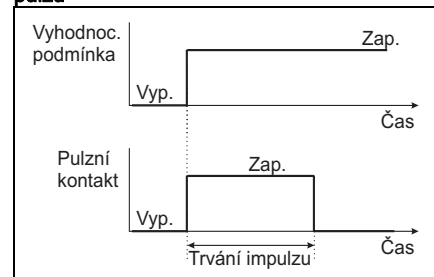 Vyhodnoc.
podmínka
Zap.
Vyp.
Čas
Pulzní
kontakt
Zap.
Vyp.
Trvání impulzu
Čas